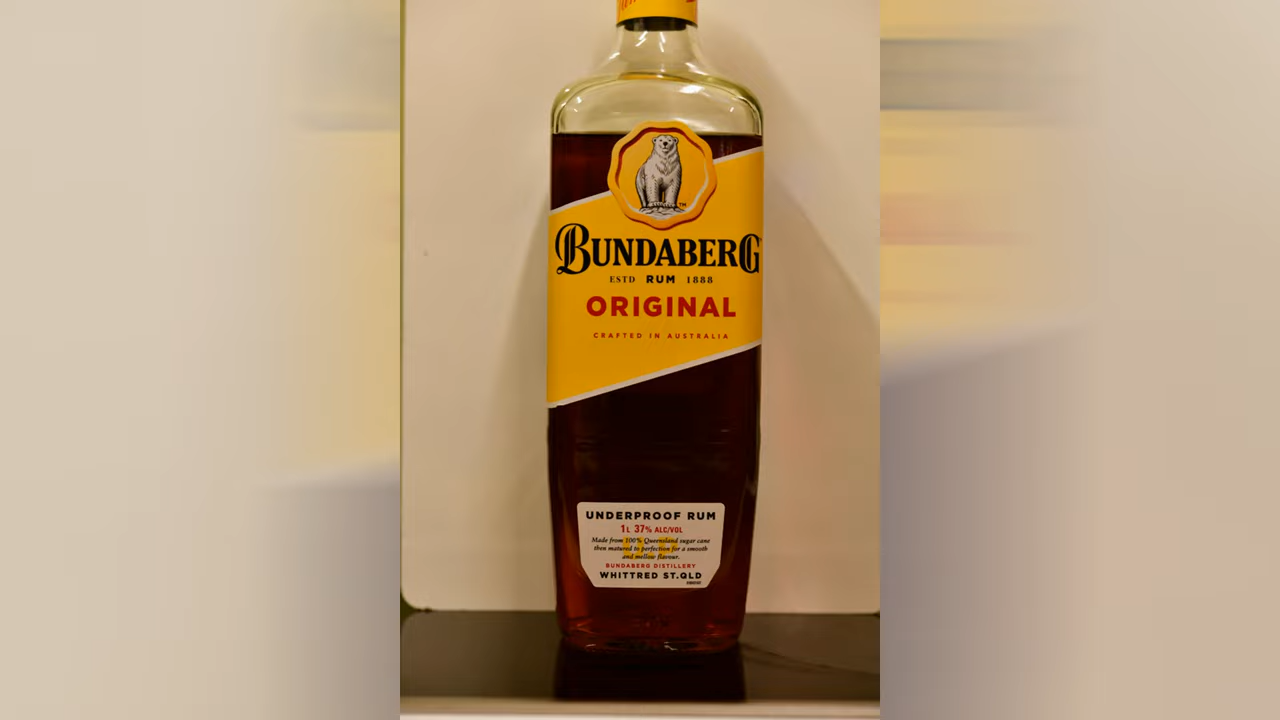 BUNDABERG
ESTD RUM 1888
ORIGINAL
CRAFTED IN AUSTRALIA
UNDERPROOF RUM
1L 37% ALC/VOL
Made from 100% Queensland sugar cane
then matured to perfection for a smooth
and mellow flavour.
BUNDABERG DISTILLERY
WHITTRED ST.QLD